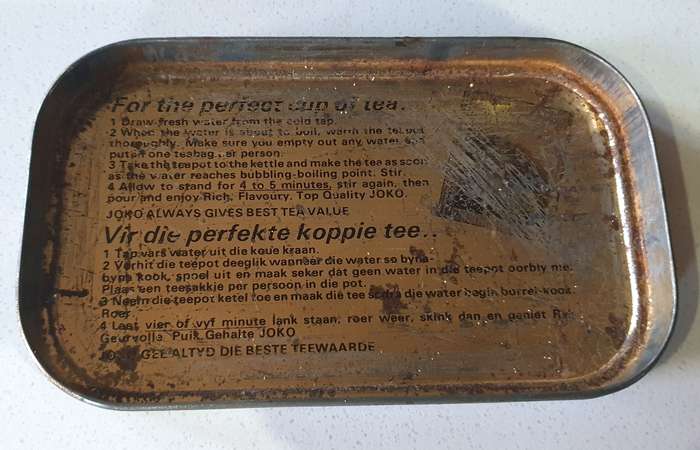 For the perfect cup of tea..
1 Draw fresh water from the cold tap.
2 When the water is about to boil, warm the teapot
thoroughly. Make sure you empty out any water and
put in one teabag per person.
3 Take the teapot to the kettle and make the tea as soon
as the water reaches bubbling-boiling point. Stir.
4 Allow to stand for 4 to 5 minutes, stir again, then
pour and enjoy Rich, Flavoury, Top Quality JOKO.
JOKO ALWAYS GIVES BEST TEA VALUE
Vir die perfekte koppie tee..
1 Tap vars water uit die koue kraan.
2 Verhit die teepot deeglik wanneer die water so byna-
byna kook, spoel uit en maak seker dat geen water in die teepot oorbly nie.
Plaas een teesakkie per persoon in die pot.
3 Neem die teepot ketel toe en maak die tee sodra die water begin borrel-kook.
Roer.
4 Laat vier of vyf minute lank staan, roer weer, skink dan en geniet
Geurvolle, Puik Gehalte JOKO
JOKO GEE ALTYD DIE BESTE TEEWAARDE